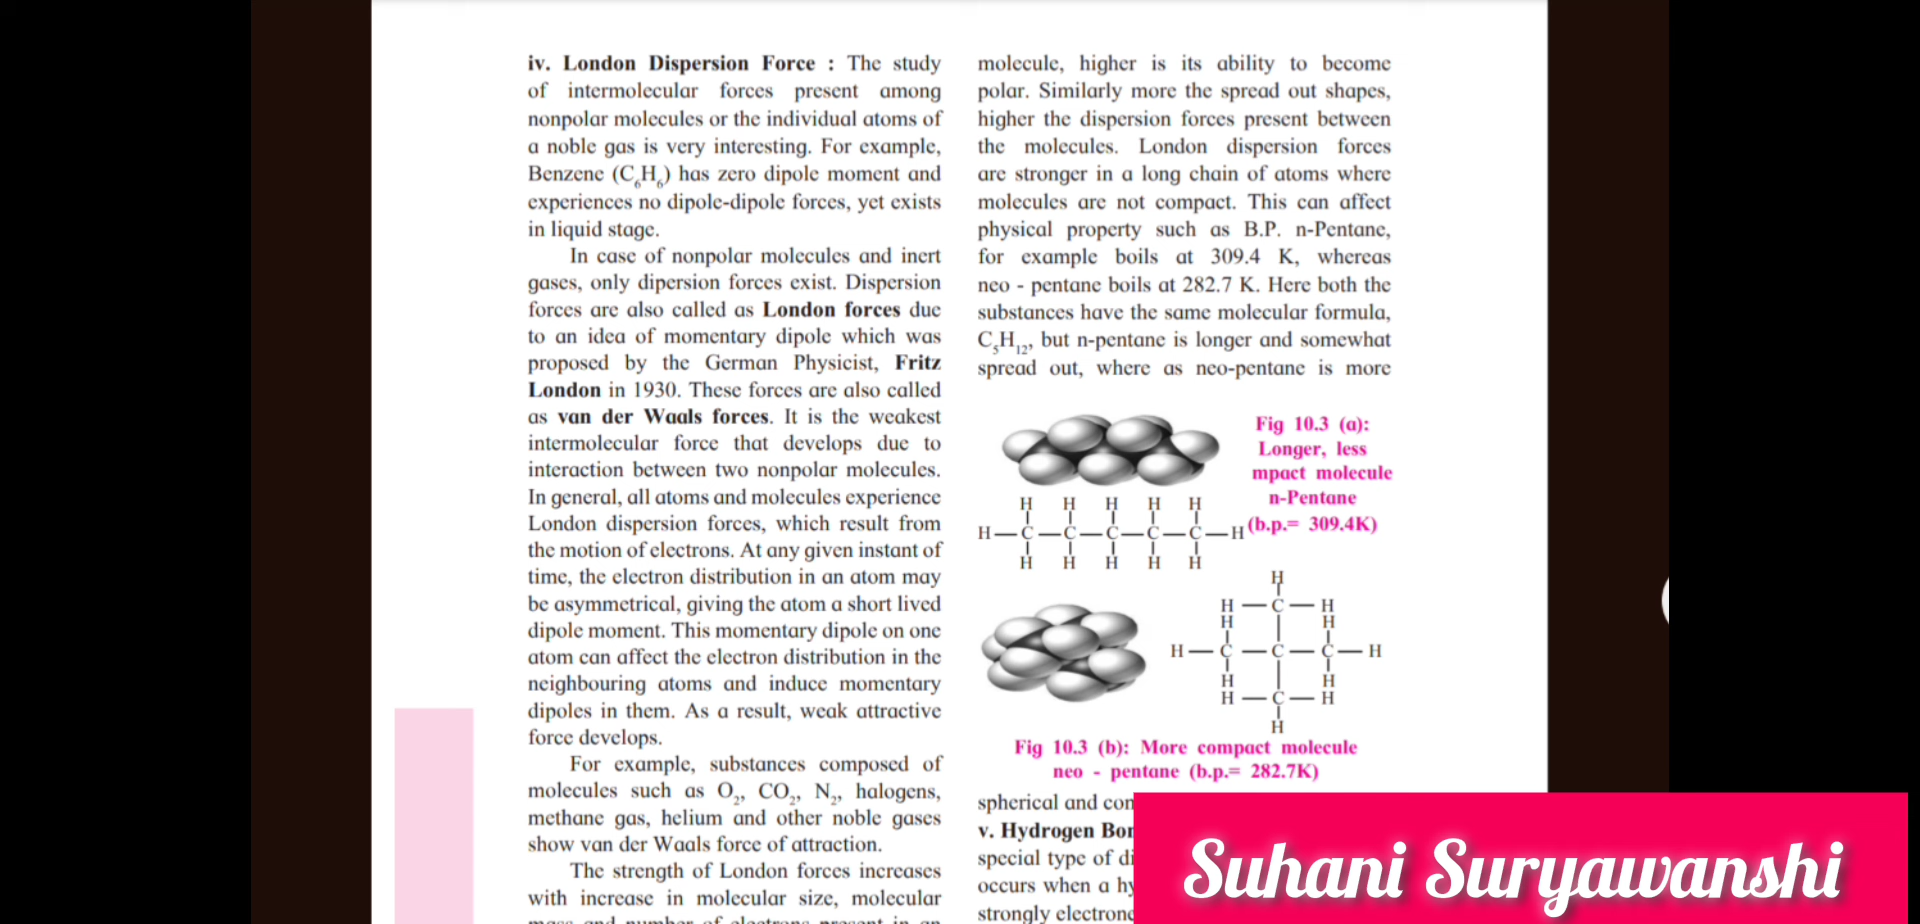 iv. London Dispersion Force : The study
of intermolecular forces present among
nonpolar molecules or the individual atoms of
a noble gas is very interesting. For example,
Benzene (C₆H₆) has zero dipole moment and
experiences no dipole-dipole forces, yet exists
in liquid stage.
In case of nonpolar molecules and inert
gases, only dipersion forces exist. Dispersion
forces are also called as London forces due
to an idea of momentary dipole which was
proposed by the German Physicist, Fritz
London in 1930. These forces are also called
as van der Waals forces. It is the weakest
intermolecular force that develops due to
interaction between two nonpolar molecules.
In general, all atoms and molecules experience
London dispersion forces, which result from
the motion of electrons. At any given instant of
time, the electron distribution in an atom may
be asymmetrical, giving the atom a short lived
dipole moment. This momentary dipole on one
atom can affect the electron distribution in the
neighbouring atoms and induce momentary
dipoles in them. As a result, weak attractive
force develops.
For example, substances composed of
molecules such as O₂, CO₂, N₂, halogens,
methane gas, helium and other noble gases
show van der Waals force of attraction.
The strength of London forces increases
with increase in molecular size, molecular
molecule, higher is its ability to become
polar. Similarly more the spread out shapes,
higher the dispersion forces present between
the molecules. London dispersion forces
are stronger in a long chain of atoms where
molecules are not compact. This can affect
physical property such as B.P. n-Pentane,
for example boils at 309.4 K, whereas
neo - pentane boils at 282.7 K. Here both the
substances have the same molecular formula,
C₅H₁₂, but n-pentane is longer and somewhat
spread out, where as neo-pentane is more
Fig 10.3 (a):
Longer, less
mpact molecule
n-Pentane
(b.p.= 309.4K)
H H H H H
H—C—C—C—C—C—H
H H H H H
H
H—C—H
H H
H—C—C—C—H
H H
H—C—H
H
Fig 10.3 (b): More compact molecule
neo - pentane (b.p.= 282.7K)
spherical and con
v. Hydrogen Bon
special type of di
occurs when a hy
strongly electrone
Suhani Suryawanshi